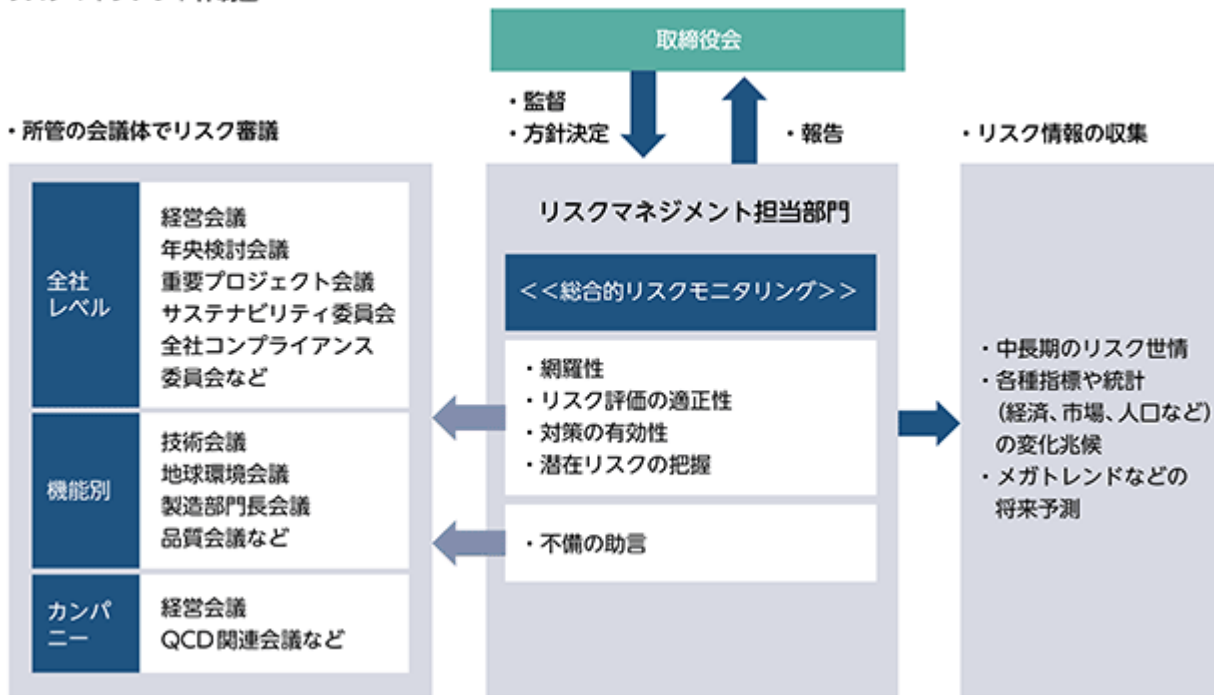 取締役会
・監督
・方針決定
・報告
・所管の会議体でリスク審議
・リスク情報の収集
全社
レベル
経営会議
年央検討会議
重要プロジェクト会議
サステナビリティ委員会
全社コンプライアンス
委員会など
機能別
技術会議
地球環境会議
製造部門長会議
品質会議など
カンパ
ニー
経営会議
QCD関連会議など
リスクマネジメント担当部門
<<総合的リスクモニタリング>>
・網羅性
・リスク評価の適正性
・対策の有効性
・潜在リスクの把握
・不備の助言
・中長期のリスク世情
・各種指標や統計
(経済、市場、人口など)
の変化兆候
・メガトレンドなどの
将来予測